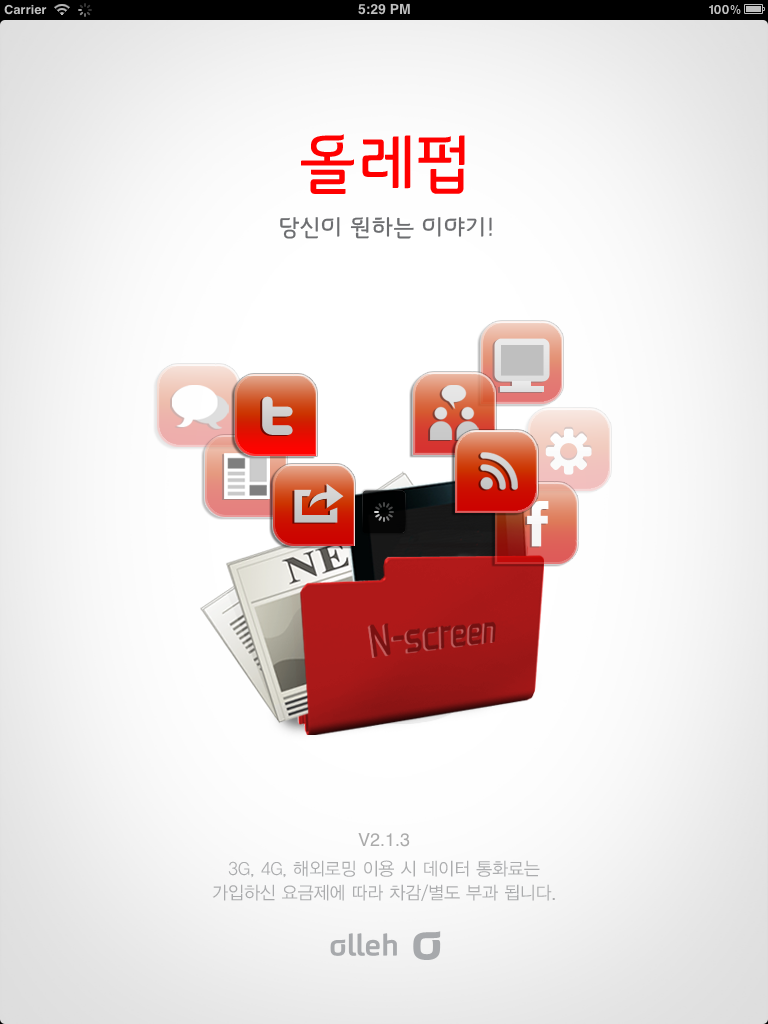 Carrier 5:29 PM 100%
올레펍
당신이 원하는 이야기!
NE
N-screen
V2.1.3
3G, 4G, 해외로밍 이용 시 데이터 통화료는
가입하신 요금제에 따라 차감/별도 부과 됩니다.
olleh